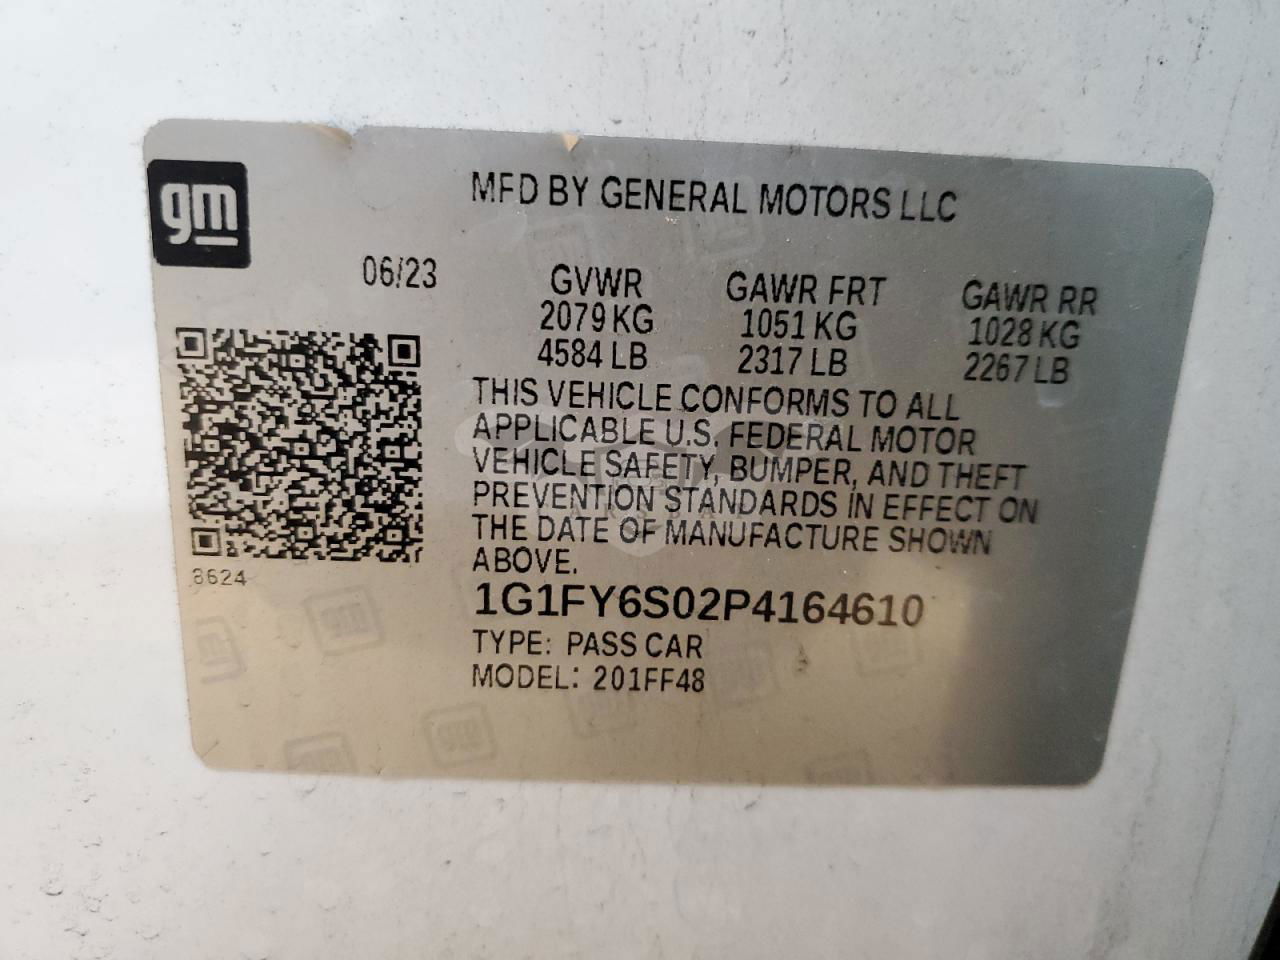 gm
MFD BY GENERAL MOTORS LLC
06/23
GVWR GAWR FRT GAWR RR
2079 KG 1051 KG 1028 KG
4584 LB 2317 LB 2267 LB
THIS VEHICLE CONFORMS TO ALL
APPLICABLE U.S. FEDERAL MOTOR
VEHICLE SAFETY, BUMPER, AND THEFT
PREVENTION STANDARDS IN EFFECT ON
THE DATE OF MANUFACTURE SHOWN
ABOVE.
8624
1G1FY6S02P4164610
TYPE: PASS CAR
MODEL: 201FF48